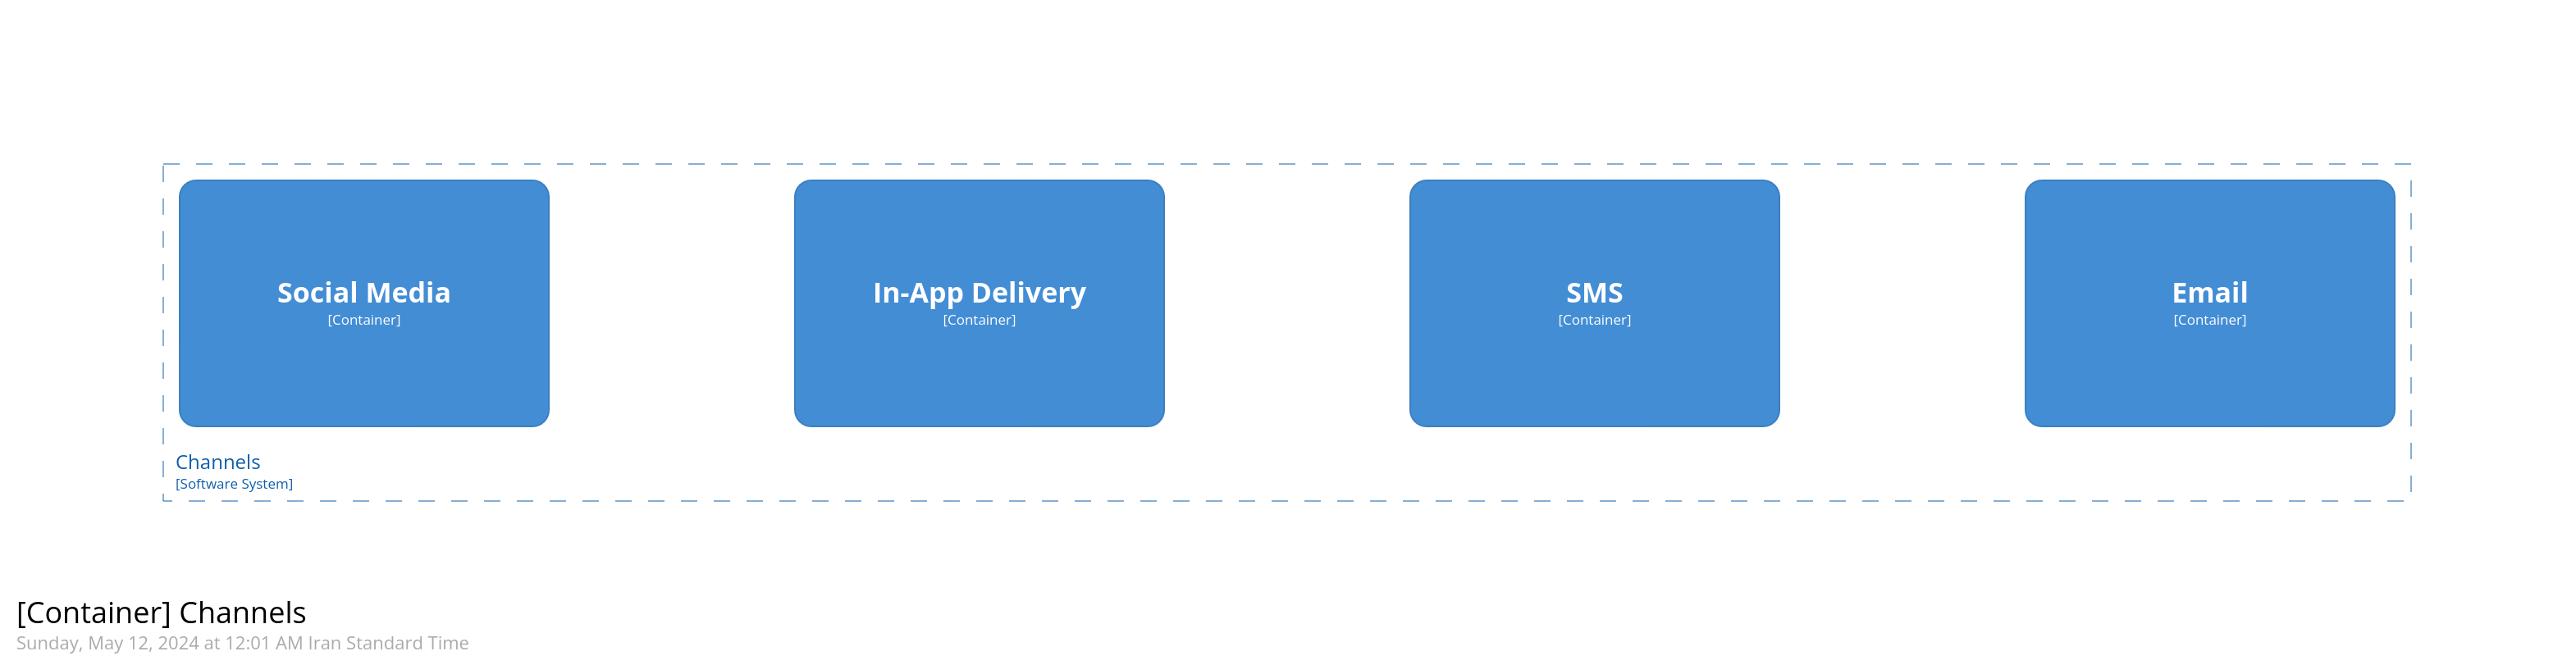 Social Media
[Container]
In-App Delivery
[Container]
SMS
[Container]
Email
[Container]
Channels
[Software System]
[Container] Channels
Sunday, May 12, 2024 at 12:01 AM Iran Standard Time